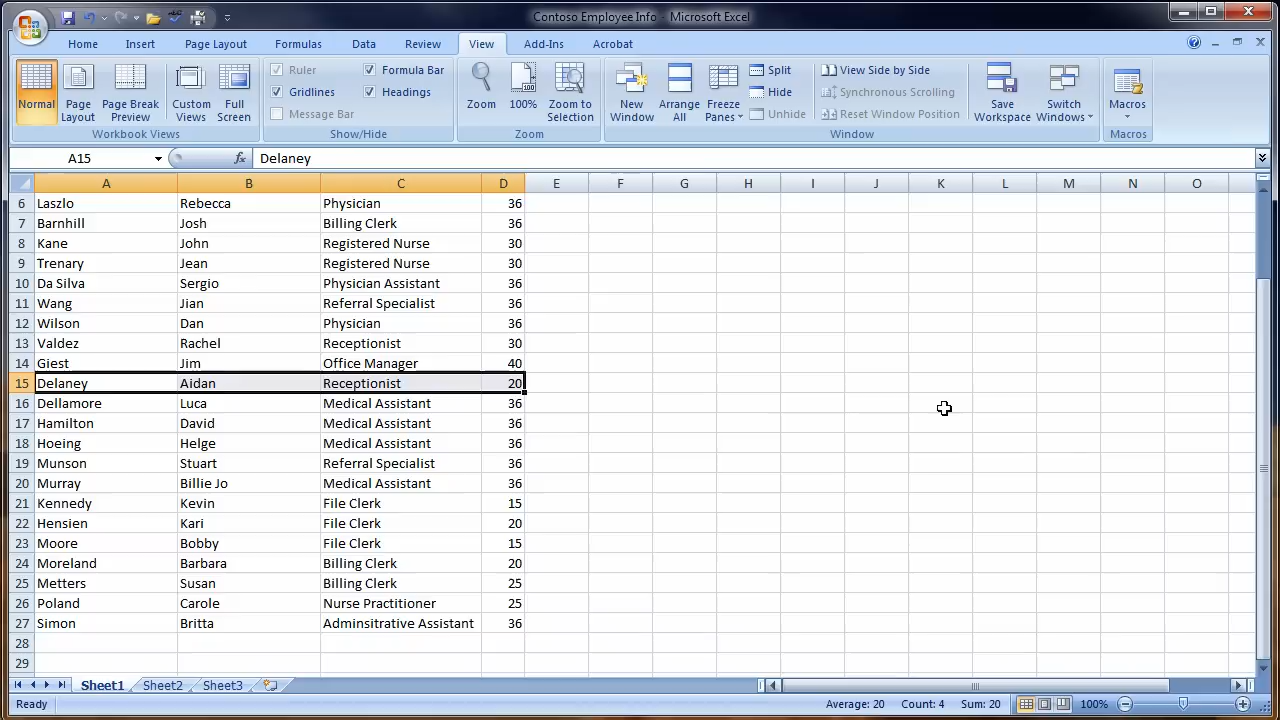 Contoso Employee Info - Microsoft Excel
Home Insert Page Layout Formulas Data Review View Add-Ins Acrobat
Normal Page Layout Page Break Preview Custom Views Full Screen
Workbook Views
Ruler Formula Bar
Gridlines Headings
Message Bar
Show/Hide
Zoom 100% Zoom to Selection
Zoom
New Window Arrange All Freeze Panes
Split
Hide
Unhide
View Side by Side
Synchronous Scrolling
Reset Window Position
Save Workspace Switch Windows
Window
Macros
Macros
A15 fx Delaney
A B C D E F G H I J K L M N O
6 Laszlo Rebecca Physician 36
7 Barnhill Josh Billing Clerk 36
8 Kane John Registered Nurse 30
9 Trenary Jean Registered Nurse 30
10 Da Silva Sergio Physician Assistant 36
11 Wang Jian Referral Specialist 36
12 Wilson Dan Physician 36
13 Valdez Rachel Receptionist 30
14 Giest Jim Office Manager 40
15 Delaney Aidan Receptionist 20
16 Dellamore Luca Medical Assistant 36
17 Hamilton David Medical Assistant 36
18 Hoeing Helge Medical Assistant 36
19 Munson Stuart Referral Specialist 36
20 Murray Billie Jo Medical Assistant 36
21 Kennedy Kevin File Clerk 15
22 Hensien Kari File Clerk 20
23 Moore Bobby File Clerk 15
24 Moreland Barbara Billing Clerk 20
25 Metters Susan Billing Clerk 25
26 Poland Carole Nurse Practitioner 25
27 Simon Britta Adminsitrative Assistant 36
28
29
Sheet1 Sheet2 Sheet3
Ready Average: 20 Count: 4 Sum: 20 100%